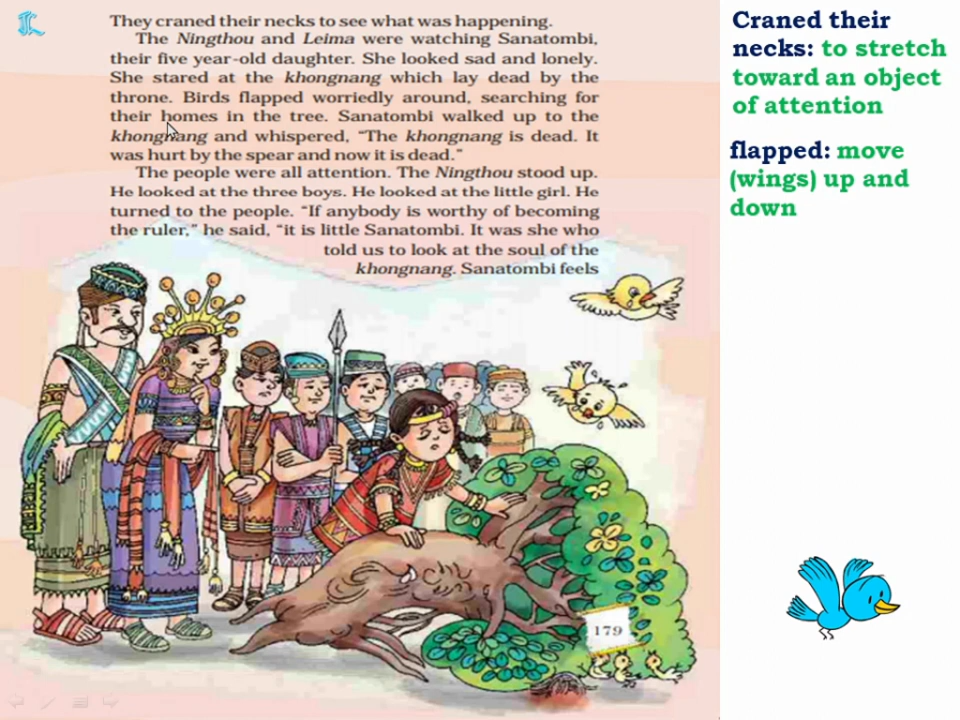 They craned their necks to see what was happening.
The Ningthou and Leima were watching Sanatombi,
their five year-old daughter. She looked sad and lonely.
She stared at the khongnang which lay dead by the
throne. Birds flapped worriedly around, searching for
their homes in the tree. Sanatombi walked up to the
khongnang and whispered, “The khongnang is dead. It
was hurt by the spear and now it is dead.”
The people were all attention. The Ningthou stood up.
He looked at the three boys. He looked at the little girl. He
turned to the people. “If anybody is worthy of becoming
the ruler,” he said, “it is little Sanatombi. It was she who
told us to look at the soul of the
khongnang. Sanatombi feels
179
Craned their
necks: to stretch
toward an object
of attention
flapped: move
(wings) up and
down